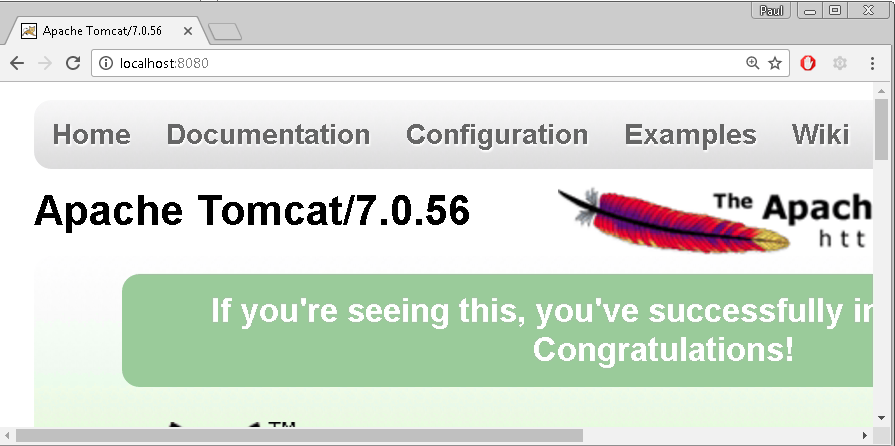 Paul
Apache Tomcat/7.0.56
localhost:8080
Home Documentation Configuration Examples Wiki
Apache Tomcat/7.0.56
The Apach
htt
If you're seeing this, you've successfully in
Congratulations!
TM